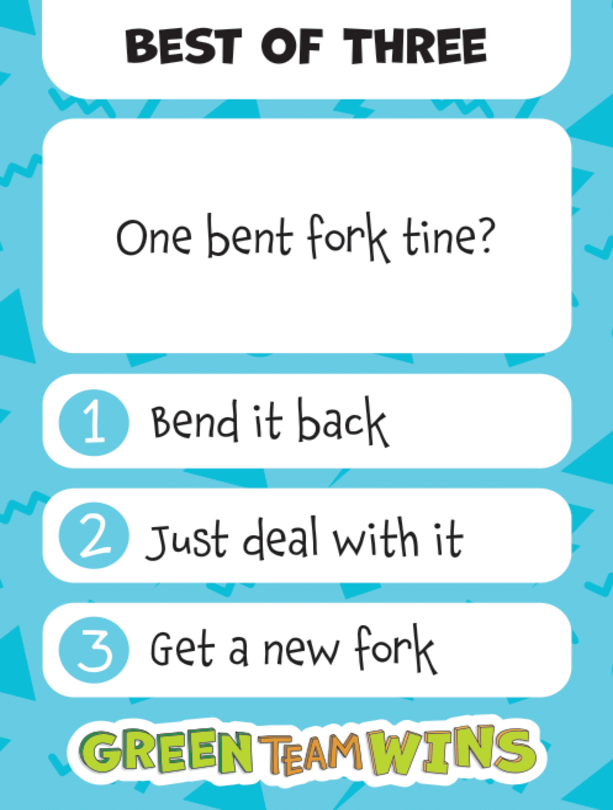 BEST OF THREE
One bent fork tine?
1 Bend it back
2 Just deal with it
3 Get a new fork
GREEN TEAM WINS